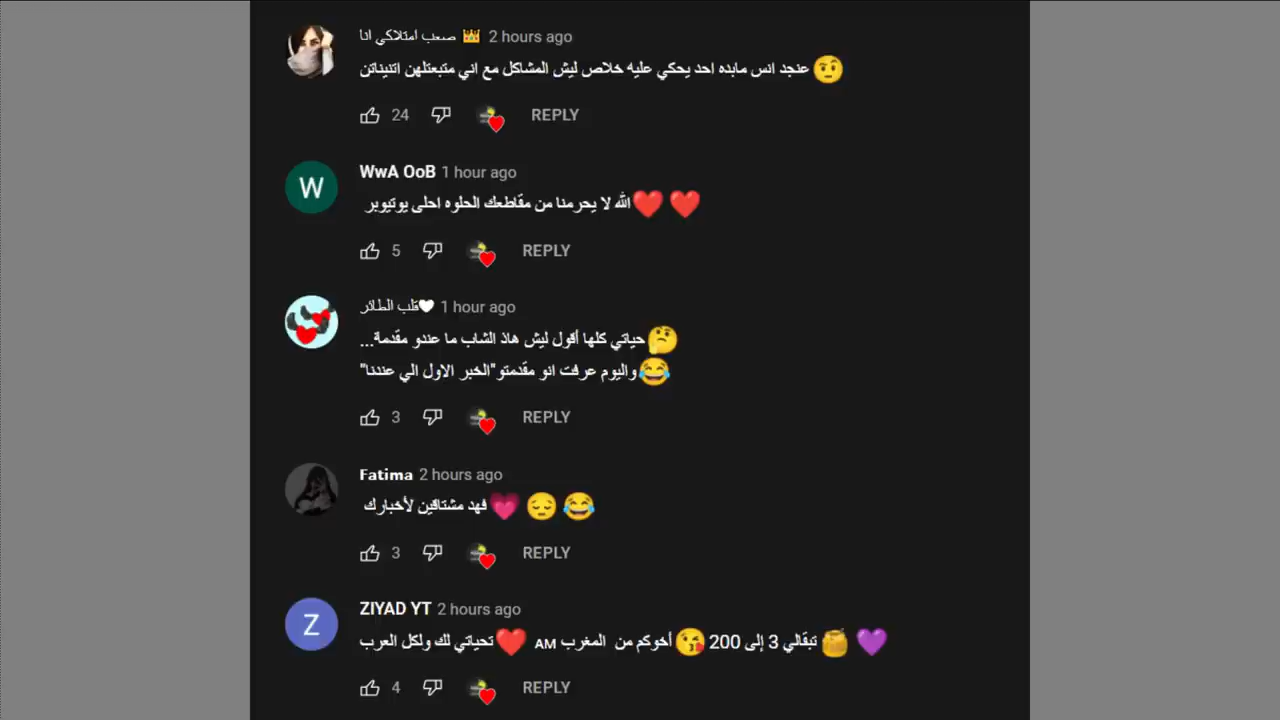 صعب امتلاكي انا 👑 2 hours ago
عنجد انس مابده احد يحكي عليه خلاص ليش المشاكل مع اني متبعتلهن اتنيناتن🤨
24 REPLY
W
WwA OoB 1 hour ago
الله لا يحرمنا من مقاطعك الحلوه احلى يوتيوبر ❤️ ❤️
5 REPLY
قلب الطائر🤍 1 hour ago
حياتي كلها أقول ليش هاذ الشاب ما عندو مقدمة...🤔
واليوم عرفت انو مقدمتو"الخبر الاول الي عندنا"😂
3 REPLY
Fatima 2 hours ago
فهد مشتاقين لأخبارك 💗 😔 😂
3 REPLY
Z
ZIYAD YT 2 hours ago
تحياتي لك ولكل العرب❤️ أخوكم من المغرب ᴀᴍ 😘 تبقالي 3 إلى 200 🍯 💜
4 REPLY